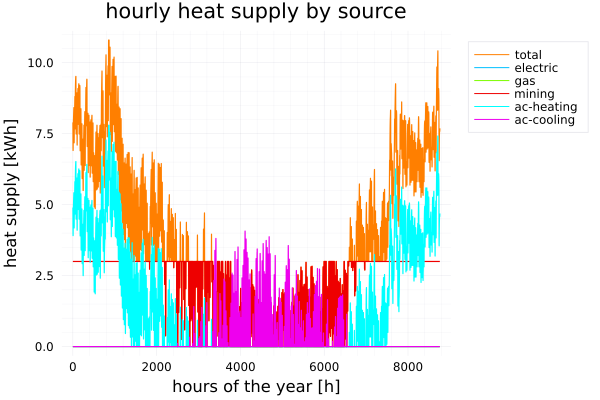 hourly heat supply by source
heat supply [kWh]
10.0
7.5
5.0
2.5
0.0
0 2000 4000 6000 8000
hours of the year [h]
total
electric
gas
mining
ac-heating
ac-cooling